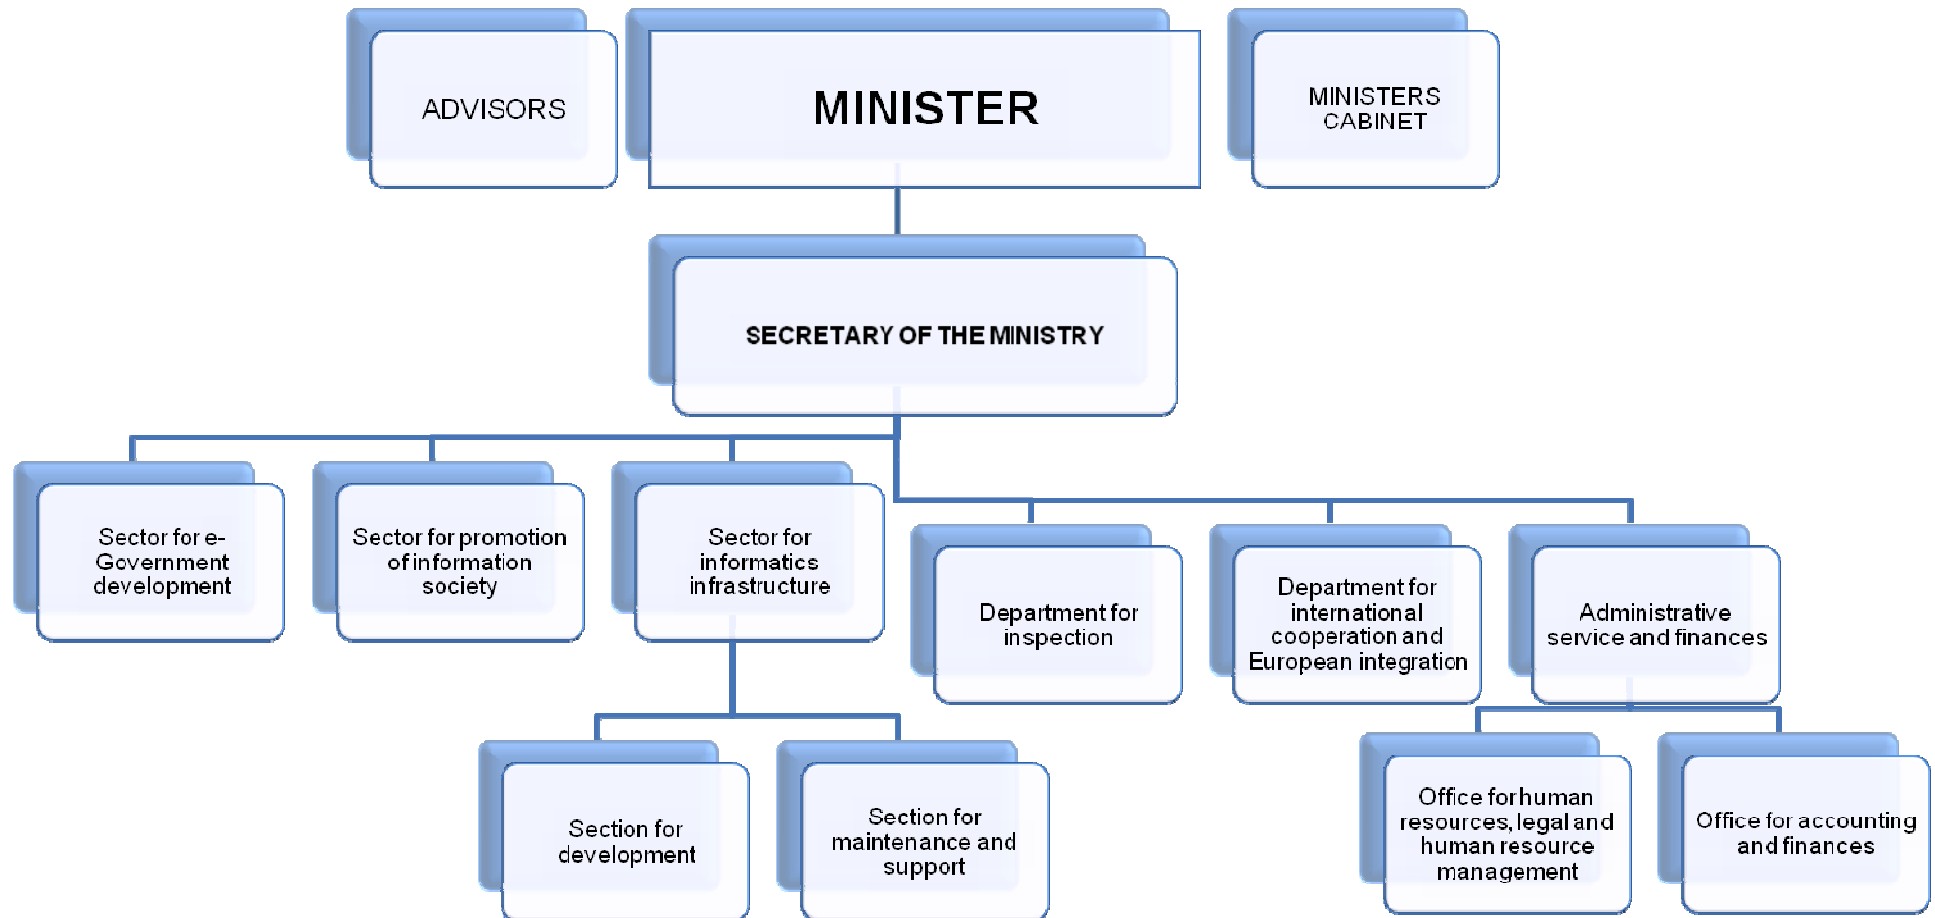 ADVISORS
MINISTER
MINISTERS
CABINET
SECRETARY OF THE MINISTRY
Sector for e-
Government
development
Sector for promotion
of information
society
Sector for
informatics
infrastructure
Department for
inspection
Department for
international
cooperation and
European integration
Administrative
service and finances
Section for
development
Section for
maintenance and
support
Office for human
resources, legal and
human resource
management
Office for accounting
and finances